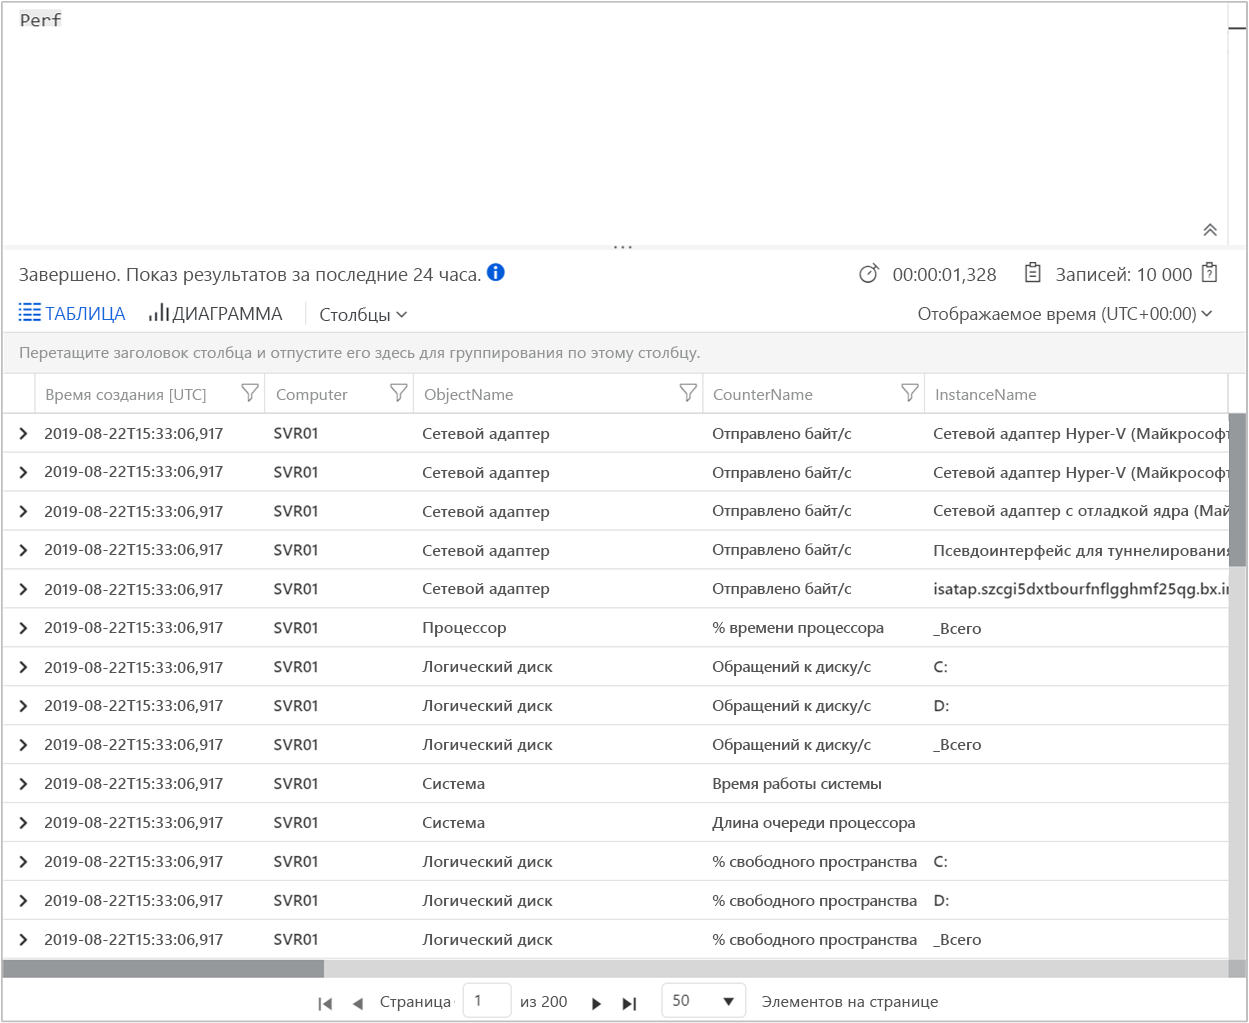 Perf
Завершено. Показ результатов за последние 24 часа. 00:00:01,328 Записей: 10 000
ТАБЛИЦА ДИАГРАММА Столбцы Отображаемое время (UTC+00:00)
Перетащите заголовок столбца и отпустите его здесь для группирования по этому столбцу.
Время создания [UTC] Computer ObjectName CounterName InstanceName
2019-08-22T15:33:06,917 SVR01 Сетевой адаптер Отправлено байт/с Сетевой адаптер Hyper-V (Майкрософт
2019-08-22T15:33:06,917 SVR01 Сетевой адаптер Отправлено байт/с Сетевой адаптер Hyper-V (Майкрософт
2019-08-22T15:33:06,917 SVR01 Сетевой адаптер Отправлено байт/с Сетевой адаптер с отладкой ядра (Май
2019-08-22T15:33:06,917 SVR01 Сетевой адаптер Отправлено байт/с Псевдоинтерфейс для туннелирования
2019-08-22T15:33:06,917 SVR01 Сетевой адаптер Отправлено байт/с isatap.szcgi5dxtbourfnflgghmf25qg.bx.in
2019-08-22T15:33:06,917 SVR01 Процессор % времени процессора _Всего
2019-08-22T15:33:06,917 SVR01 Логический диск Обращений к диску/с C:
2019-08-22T15:33:06,917 SVR01 Логический диск Обращений к диску/с D:
2019-08-22T15:33:06,917 SVR01 Логический диск Обращений к диску/с _Всего
2019-08-22T15:33:06,917 SVR01 Система Время работы системы
2019-08-22T15:33:06,917 SVR01 Система Длина очереди процессора
2019-08-22T15:33:06,917 SVR01 Логический диск % свободного пространства C:
2019-08-22T15:33:06,917 SVR01 Логический диск % свободного пространства D:
2019-08-22T15:33:06,917 SVR01 Логический диск % свободного пространства _Всего
Страница 1 из 200 50 Элементов на странице